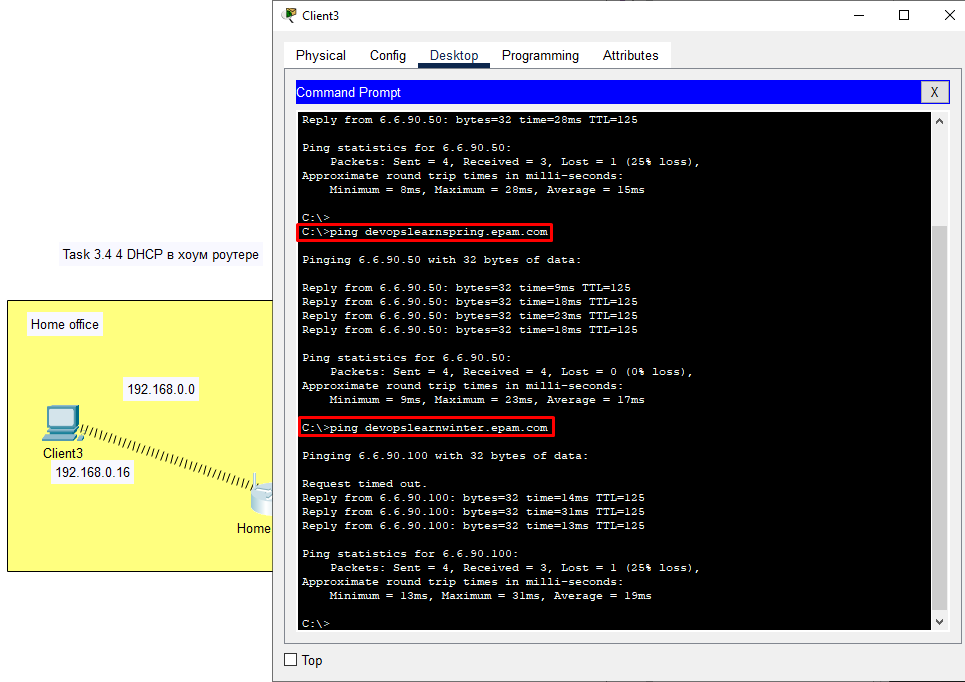 Client3
Physical Config Desktop Programming Attributes
Command Prompt
X
Reply from 6.6.90.50: bytes=32 time=28ms TTL=125
Ping statistics for 6.6.90.50:
Packets: Sent = 4, Received = 3, Lost = 1 (25% loss),
Approximate round trip times in milli-seconds:
Minimum = 8ms, Maximum = 28ms, Average = 15ms
C:\>
C:\>ping devopslearnspring.epam.com
Pinging 6.6.90.50 with 32 bytes of data:
Reply from 6.6.90.50: bytes=32 time=9ms TTL=125
Reply from 6.6.90.50: bytes=32 time=18ms TTL=125
Reply from 6.6.90.50: bytes=32 time=23ms TTL=125
Reply from 6.6.90.50: bytes=32 time=18ms TTL=125
Ping statistics for 6.6.90.50:
Packets: Sent = 4, Received = 4, Lost = 0 (0% loss),
Approximate round trip times in milli-seconds:
Minimum = 9ms, Maximum = 23ms, Average = 17ms
C:\>ping devopslearnwinter.epam.com
Pinging 6.6.90.100 with 32 bytes of data:
Request timed out.
Reply from 6.6.90.100: bytes=32 time=14ms TTL=125
Reply from 6.6.90.100: bytes=32 time=31ms TTL=125
Reply from 6.6.90.100: bytes=32 time=13ms TTL=125
Ping statistics for 6.6.90.100:
Packets: Sent = 4, Received = 3, Lost = 1 (25% loss),
Approximate round trip times in milli-seconds:
Minimum = 13ms, Maximum = 31ms, Average = 19ms
C:\>
Top
Task 3.4 4 DHCP в хоум роутере
Home office
192.168.0.0
Client3
192.168.0.16
Home